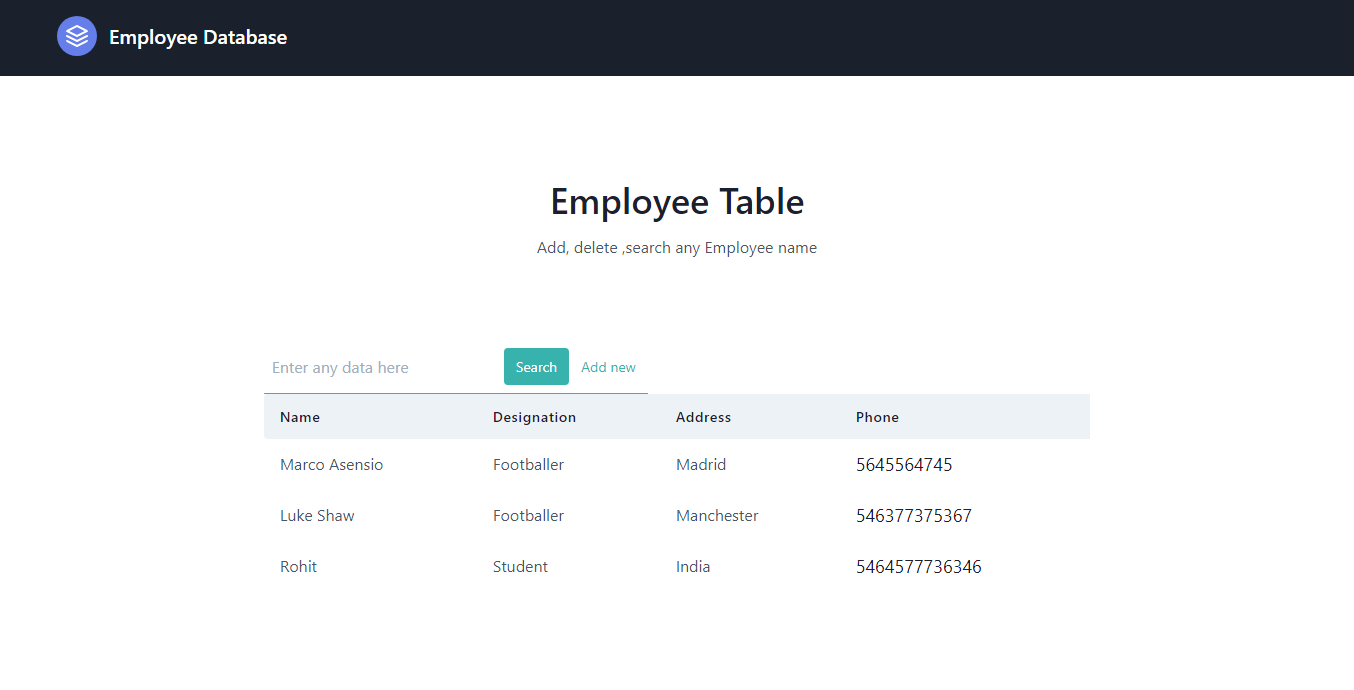 Employee Database
Employee Table
Add, delete ,search any Employee name
Enter any data here Search Add new
Name Designation Address Phone
Marco Asensio Footballer Madrid 5645564745
Luke Shaw Footballer Manchester 546377375367
Rohit Student India 5464577736346